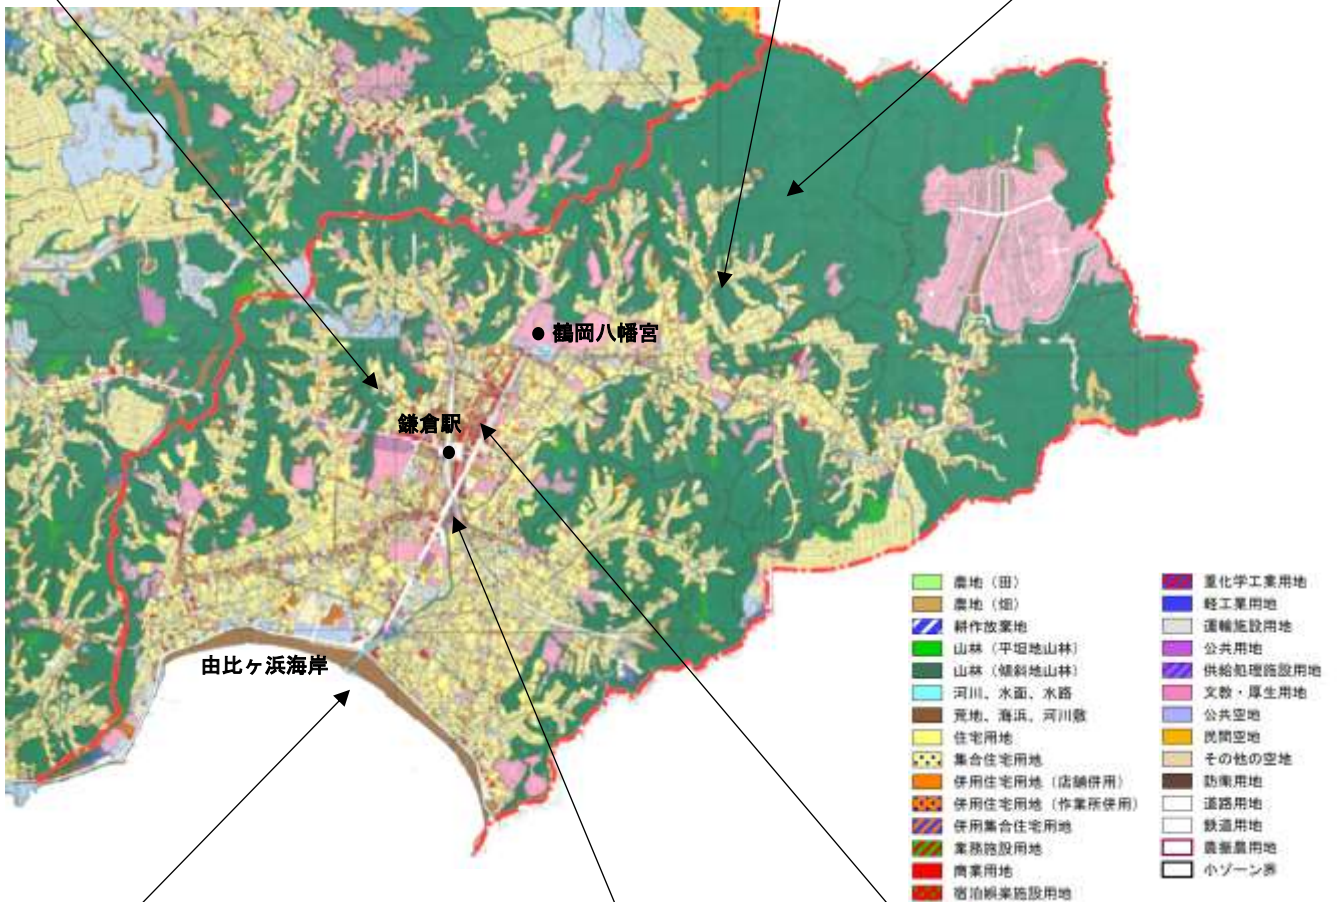 鶴岡八幡宮
鎌倉駅
由比ヶ浜海岸
農地（田）
農地（畑）
耕作放棄地
山林（平坦地山林）
山林（傾斜地山林）
河川、水面、水路
荒地、海浜、河川敷
住宅用地
集合住宅用地
併用住宅用地（店舗併用）
併用住宅用地（作業所併用）
併用集合住宅用地
業務施設用地
商業用地
宿泊娯楽施設用地
重化学工業用地
軽工業用地
運輸施設用地
公共用地
供給処理施設用地
文教・厚生用地
公共空地
民間空地
その他の空地
防衛用地
道路用地
鉄道用地
農振農用地
小ゾーン界